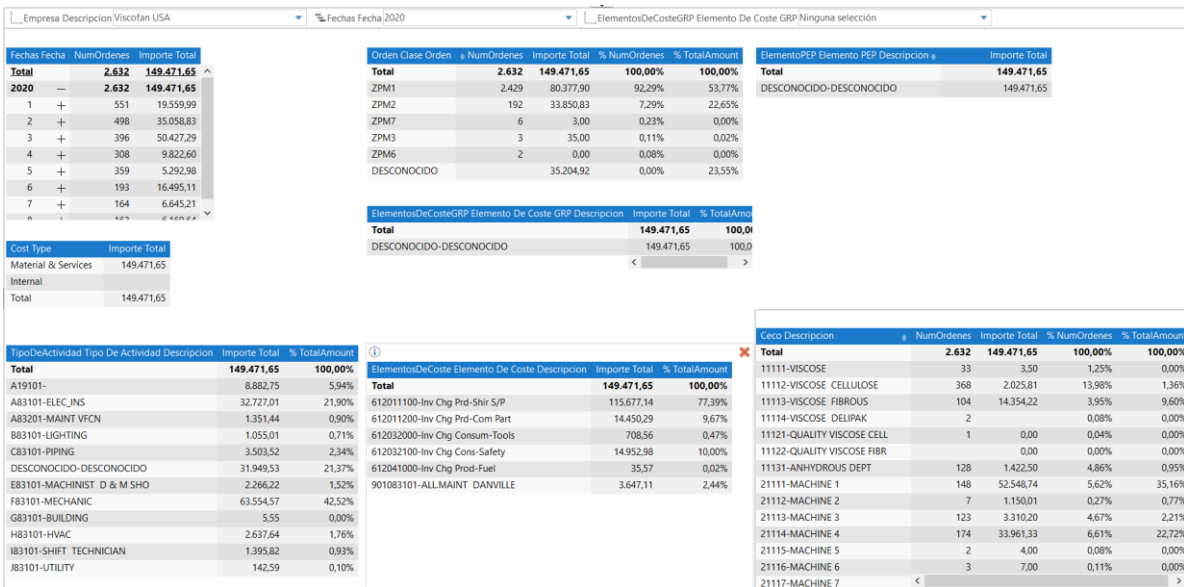 Empresa Descripcion Viscofan USA Fechas Fecha 2020 ElementosDeCosteGRP Elemento De Coste GRP Ninguna selección
Fechas Fecha NumOrdenes Importe Total
Total 2.632 149.471,65
2020 — 2.632 149.471,65
1 + 551 19.559,99
2 + 498 35.058,83
3 + 396 50.427,29
4 + 308 9.822,60
5 + 359 5.292,98
6 + 193 16.495,11
7 + 164 6.645,21
Orden Clase Orden NumOrdenes Importe Total % NumOrdenes % TotalAmount
Total 2.632 149.471,65 100,00% 100,00%
ZPM1 2.429 80.377,90 92,29% 53,77%
ZPM2 192 33.850,83 7,29% 22,65%
ZPM7 6 3,00 0,23% 0,00%
ZPM3 3 35,00 0,11% 0,02%
ZPM6 2 0,00 0,08% 0,00%
DESCONOCIDO 35.204,92 0,00% 23,55%
ElementoPEP Elemento PEP Descripcion Importe Total
Total 149.471,65
DESCONOCIDO-DESCONOCIDO 149.471,65
ElementosDeCosteGRP Elemento De Coste GRP Descripcion Importe Total % TotalAmo
Total 149.471,65 100,0
DESCONOCIDO-DESCONOCIDO 149.471,65 100,0
Cost Type Importe Total
Material & Services 149.471,65
Internal
Total 149.471,65
TipoDeActividad Tipo De Actividad Descripcion Importe Total % TotalAmount
Total 149.471,65 100,00%
A19101- 8.882,75 5,94%
A83101-ELEC_INS 32.727,01 21,90%
A83201-MAINT VFCN 1.351,44 0,90%
B83101-LIGHTING 1.055,01 0,71%
C83101-PIPING 3.503,52 2,34%
DESCONOCIDO-DESCONOCIDO 31.949,53 21,37%
E83101-MACHINIST D & M SHO 2.266,22 1,52%
F83101-MECHANIC 63.554,57 42,52%
G83101-BUILDING 5,55 0,00%
H83101-HVAC 2.637,64 1,76%
I83101-SHIFT TECHNICIAN 1.395,82 0,93%
J83101-UTILITY 142,59 0,10%
ElementosDeCoste Elemento De Coste Descripcion Importe Total % TotalAmount
Total 149.471,65 100,00%
612011100-Inv Chg Prd-Shir S/P 115.677,14 77,39%
612011200-Inv Chg Prd-Com Part 14.450,29 9,67%
612032000-Inv Chg Consum-Tools 708,56 0,47%
612032100-Inv Chg Cons-Safety 14.952,98 10,00%
612041000-Inv Chg Prod-Fuel 35,57 0,02%
901083101-ALL.MAINT DANVILLE 3.647,11 2,44%
Ceco Descripcion NumOrdenes Importe Total % NumOrdenes % TotalAmount
Total 2.632 149.471,65 100,00% 100,00%
11111-VISCOSE 33 3,50 1,25% 0,00%
11112-VISCOSE CELLULOSE 368 2.025,81 13,98% 1,36%
11113-VISCOSE FIBROUS 104 14.354,22 3,95% 9,60%
11114-VISCOSE DELIPAK 2 0,08% 0,00%
11121-QUALITY VISCOSE CELL 1 0,00 0,04% 0,00%
11122-QUALITY VISCOSE FIBR 0,00 0,00% 0,00%
11131-ANHYDROUS DEPT 128 1.422,50 4,86% 0,95%
21111-MACHINE 1 148 52.548,74 5,62% 35,16%
21112-MACHINE 2 7 1.150,01 0,27% 0,77%
21113-MACHINE 3 123 3.310,20 4,67% 2,21%
21114-MACHINE 4 174 33.961,33 6,61% 22,72%
21115-MACHINE 5 2 4,00 0,08% 0,00%
21116-MACHINE 6 3 7,00 0,11% 0,00%
21117-MACHINE 7